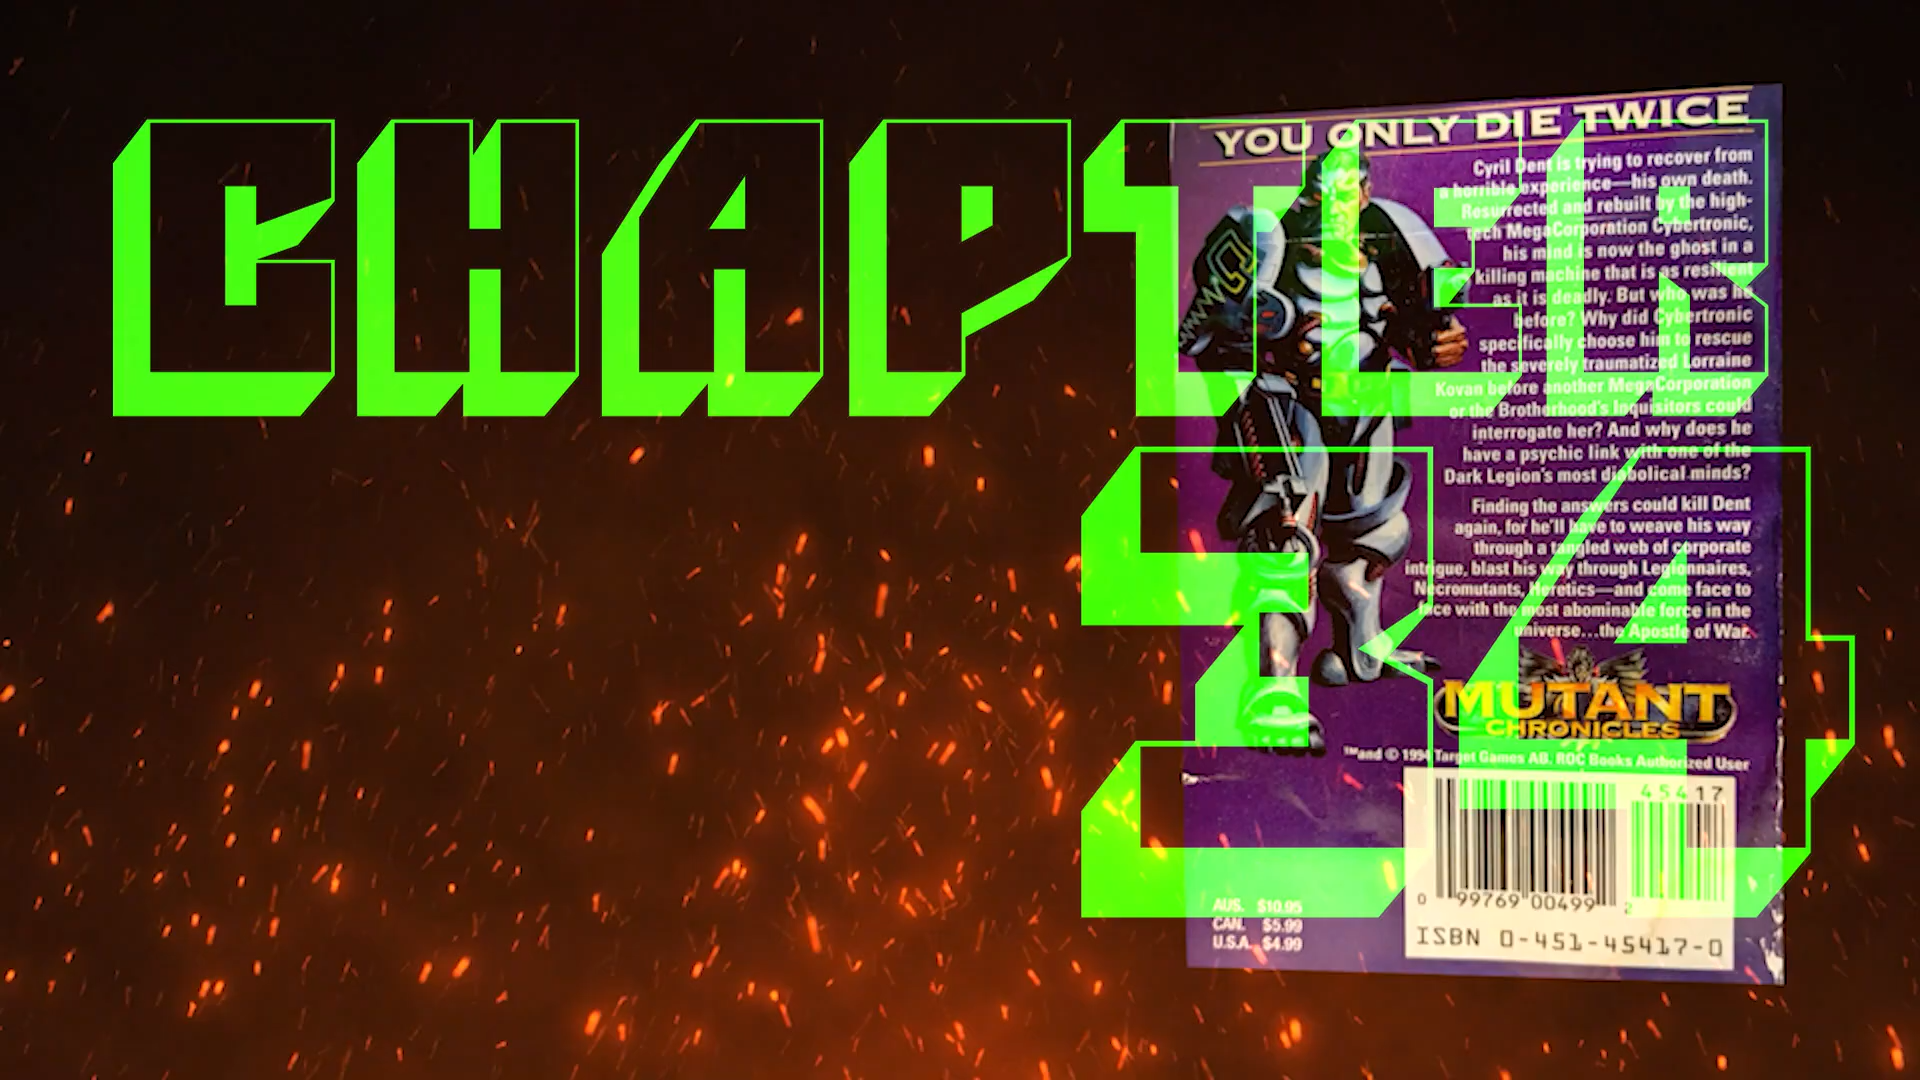 CHAPTER
34
YOU ONLY DIE TWICE
Cyril Dent is trying to recover from
a horrible experience—his own death.
Resurrected and rebuilt by the high-
tech MegaCorporation Cybertronic,
his mind is now the ghost in a
killing machine that is as resilient
as it is deadly. But who was he
before? Why did Cybertronic
specifically choose him to rescue
the severely traumatized Lorraine
Kovan before another MegaCorporation
or the Brotherhood's Inquisitors could
interrogate her? And why does he
have a psychic link with one of the
Dark Legion's most diabolical minds?
Finding the answers could kill Dent
again, for he'll have to weave his way
through a tangled web of corporate
intrigue, blast his way through Legionnaires,
Necromutants, Heretics—and come face to
face with the most abominable force in the
universe...the Apostle of War.
MUTANT
CHRONICLES
™and © 1994 Target Games AB. ROC Books Authorized User
45417
0 99769 00499 2
ISBN 0-451-45417-0
AUS. $10.95
CAN. $5.99
U.S.A. $4.99